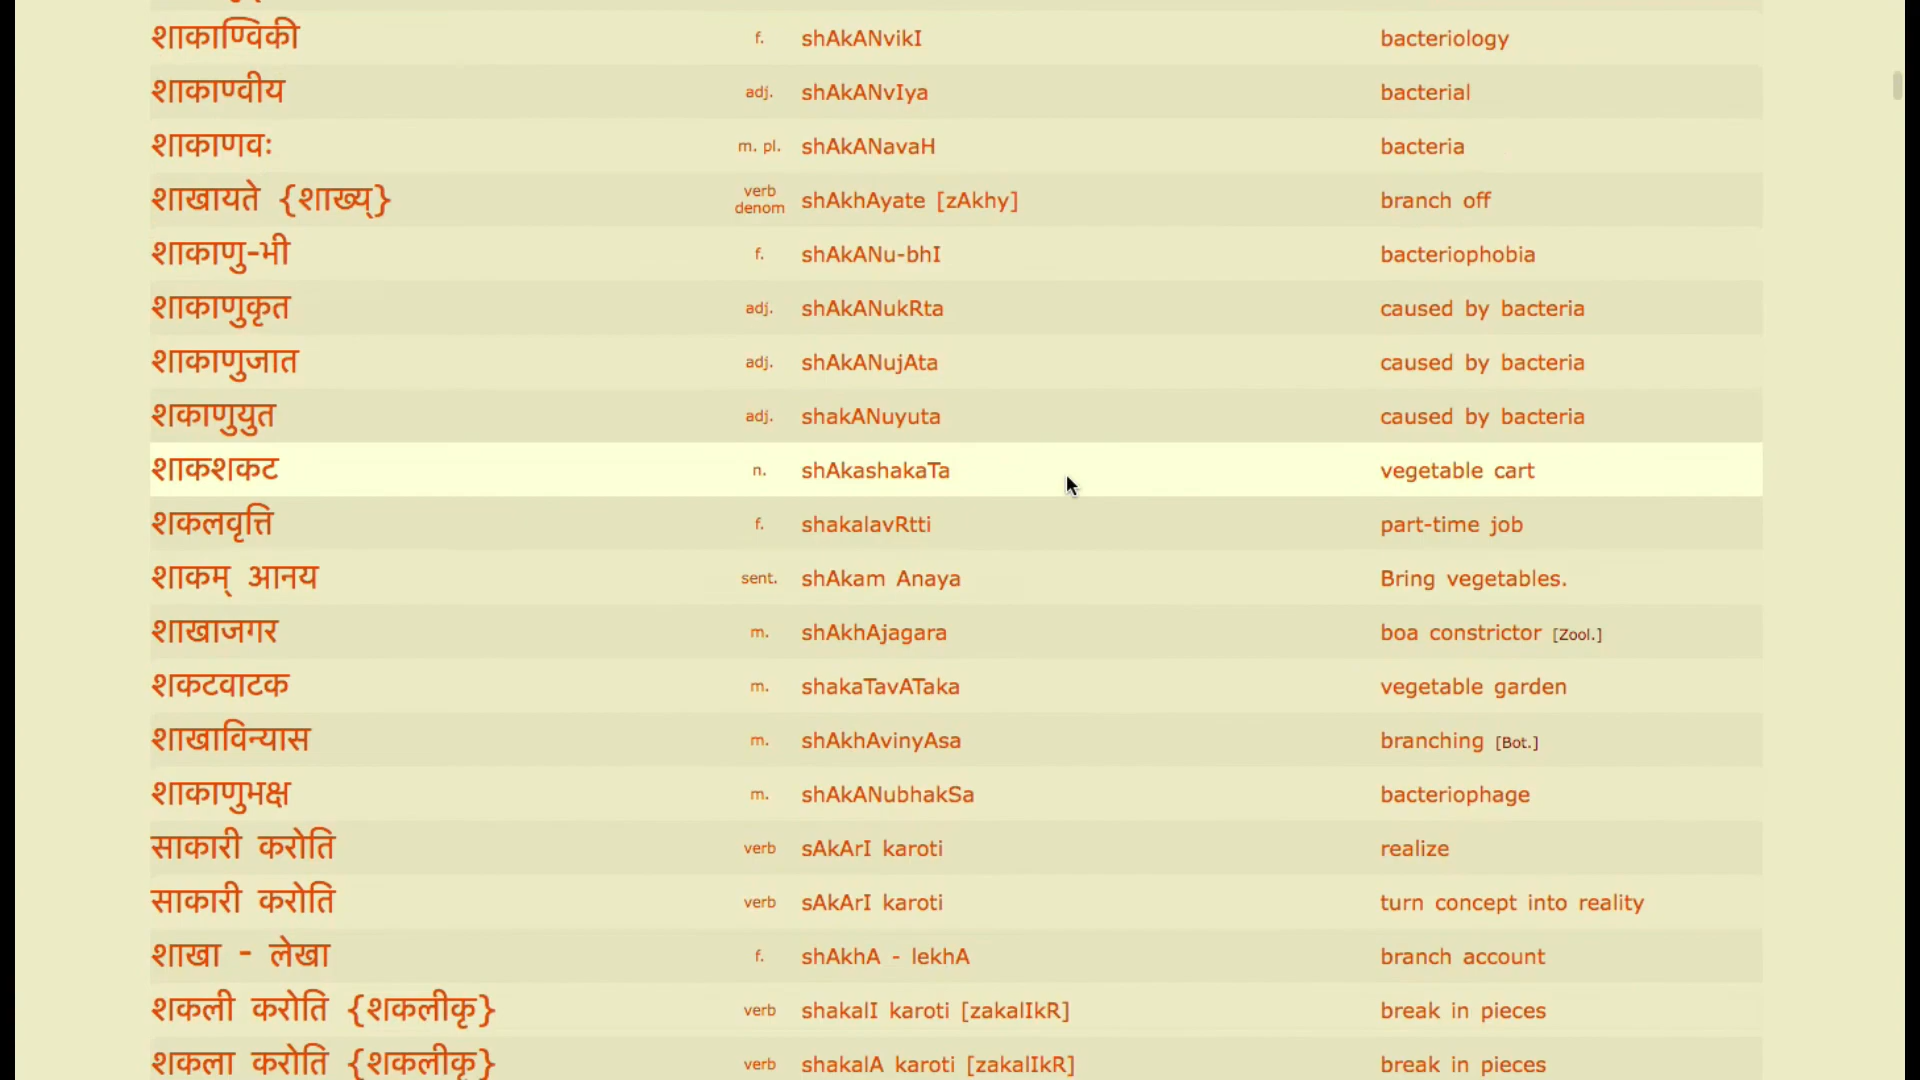 शाकाण्विकी f. shAkANvikI bacteriology
शाकाण्वीय adj. shAkANvIya bacterial
शाकाणवः m. pl. shAkANavaH bacteria
शाखायते {शाख्य्} verb denom shAkhAyate [zAkhy] branch off
शाकाणु-भी f. shAkANu-bhI bacteriophobia
शाकाणुकृत adj. shAkANukRta caused by bacteria
शाकाणुजात adj. shAkANujAta caused by bacteria
शकाणुयुत adj. shakANuyuta caused by bacteria
शाकशकट n. shAkashakaTa vegetable cart
शकलवृत्ति f. shakalavRtti part-time job
शाकम् आनय sent. shAkam Anaya Bring vegetables.
शाखाजगर m. shAkhAjagara boa constrictor [Zool.]
शकटवाटक m. shakaTavATaka vegetable garden
शाखाविन्यास m. shAkhAvinyAsa branching [Bot.]
शाकाणुभक्ष m. shAkANubhakSa bacteriophage
साकारी करोति verb sAkArI karoti realize
साकारी करोति verb sAkArI karoti turn concept into reality
शाखा - लेखा f. shAkhA - lekhA branch account
शकली करोति {शकलीकृ} verb shakalI karoti [zakalIkR] break in pieces
शकला करोति {शकलीकृ} verb shakalA karoti [zakalIkR] break in pieces